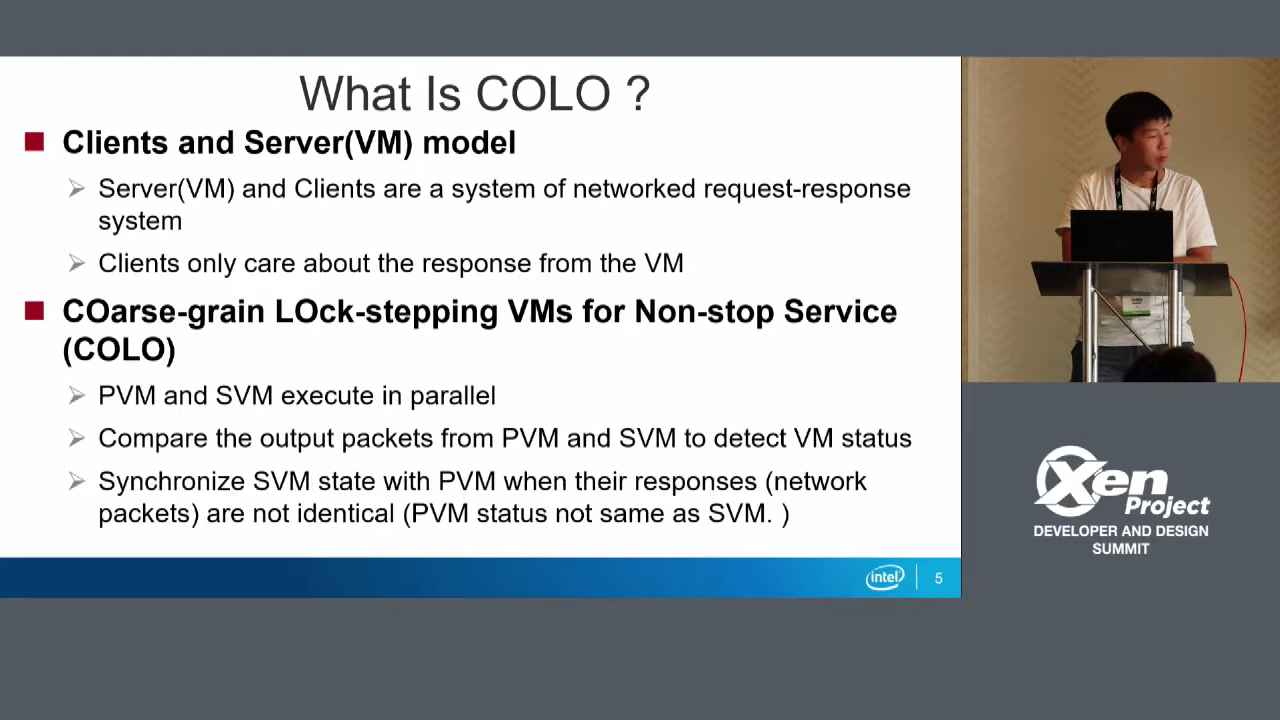 What Is COLO ?
Clients and Server(VM) model
Server(VM) and Clients are a system of networked request-response
system
Clients only care about the response from the VM
COarse-grain LOck-stepping VMs for Non-stop Service
(COLO)
PVM and SVM execute in parallel
Compare the output packets from PVM and SVM to detect VM status
Synchronize SVM state with PVM when their responses (network
packets) are not identical (PVM status not same as SVM. )
intel
5
Xen
Project
DEVELOPER AND DESIGN
SUMMIT